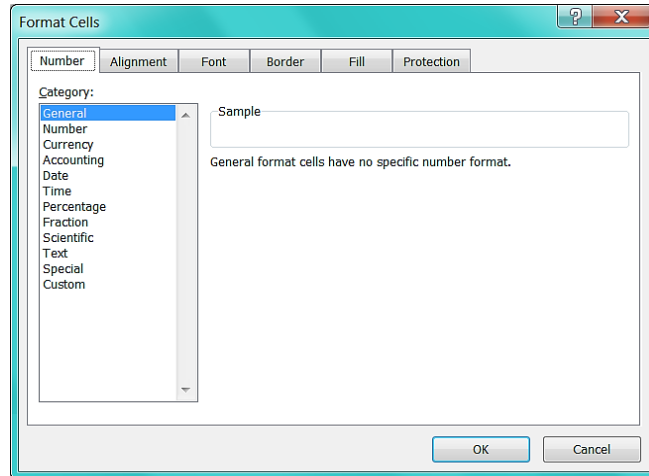 Format Cells
Number Alignment Font Border Fill Protection
Category:
General
Number
Currency
Accounting
Date
Time
Percentage
Fraction
Scientific
Text
Special
Custom
Sample
General format cells have no specific number format.
OK Cancel